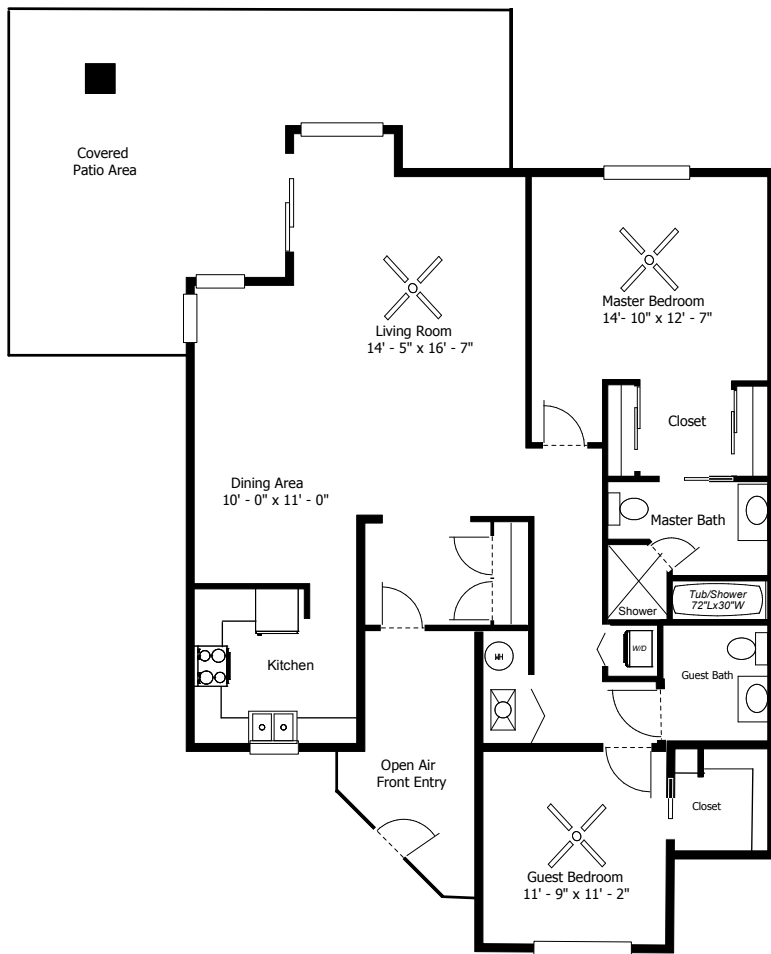 Covered
Patio Area
Living Room
14' - 5" x 16' - 7"
Master Bedroom
14'- 10" x 12' - 7"
Closet
Dining Area
10' - 0" x 11' - 0"
Master Bath
Tub/Shower
72"Lx30"W
Shower
Kitchen
WH
W/D
Guest Bath
Open Air
Front Entry
Closet
Guest Bedroom
11' - 9" x 11' - 2"